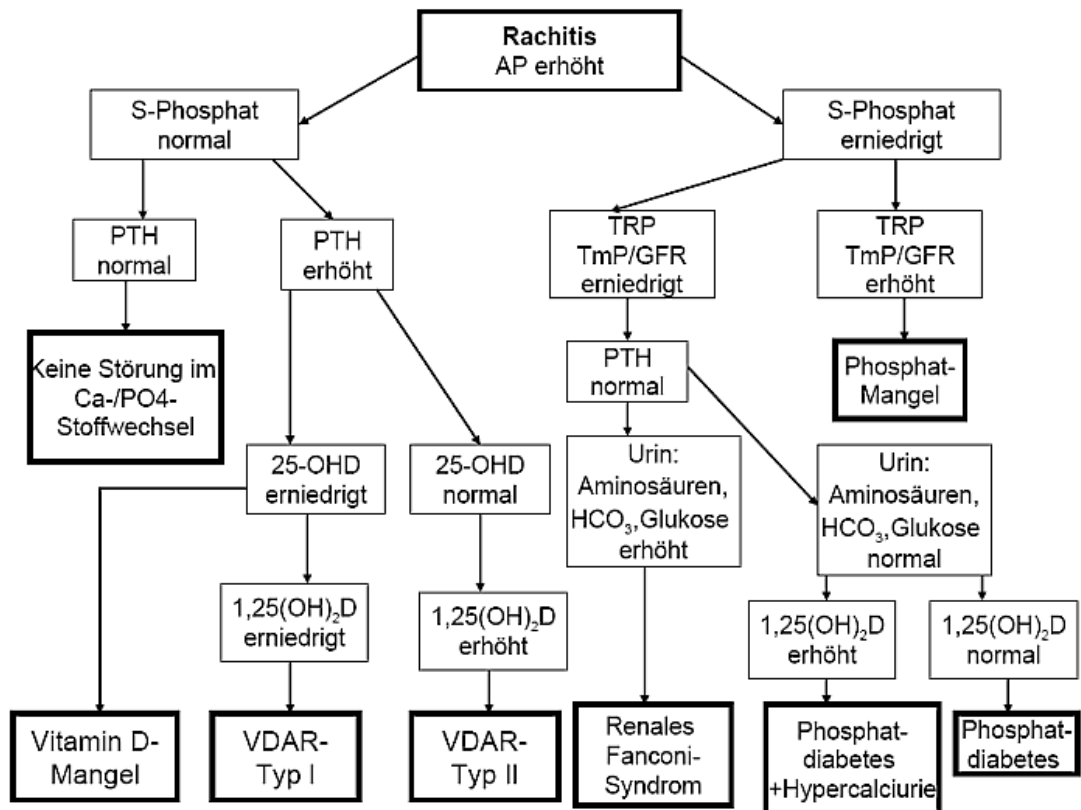 Rachitis
AP erhöht
S-Phosphat
normal
S-Phosphat
erniedrigt
PTH
normal
PTH
erhöht
TRP
TmP/GFR
erniedrigt
TRP
TmP/GFR
erhöht
Keine Störung im
Ca-/PO4-
Stoffwechsel
PTH
normal
Phosphat-
Mangel
25-OHD
erniedrigt
25-OHD
normal
Urin:
Aminosäuren,
HCO₃,Glukose
erhöht
Urin:
Aminosäuren,
HCO₃,Glukose
normal
1,25(OH)₂D
erniedrigt
1,25(OH)₂D
erhöht
1,25(OH)₂D
erhöht
1,25(OH)₂D
normal
Vitamin D-
Mangel
VDAR-
Typ I
VDAR-
Typ II
Renales
Fanconi-
Syndrom
Phosphat-
diabetes
+Hypercalciurie
Phosphat-
diabetes